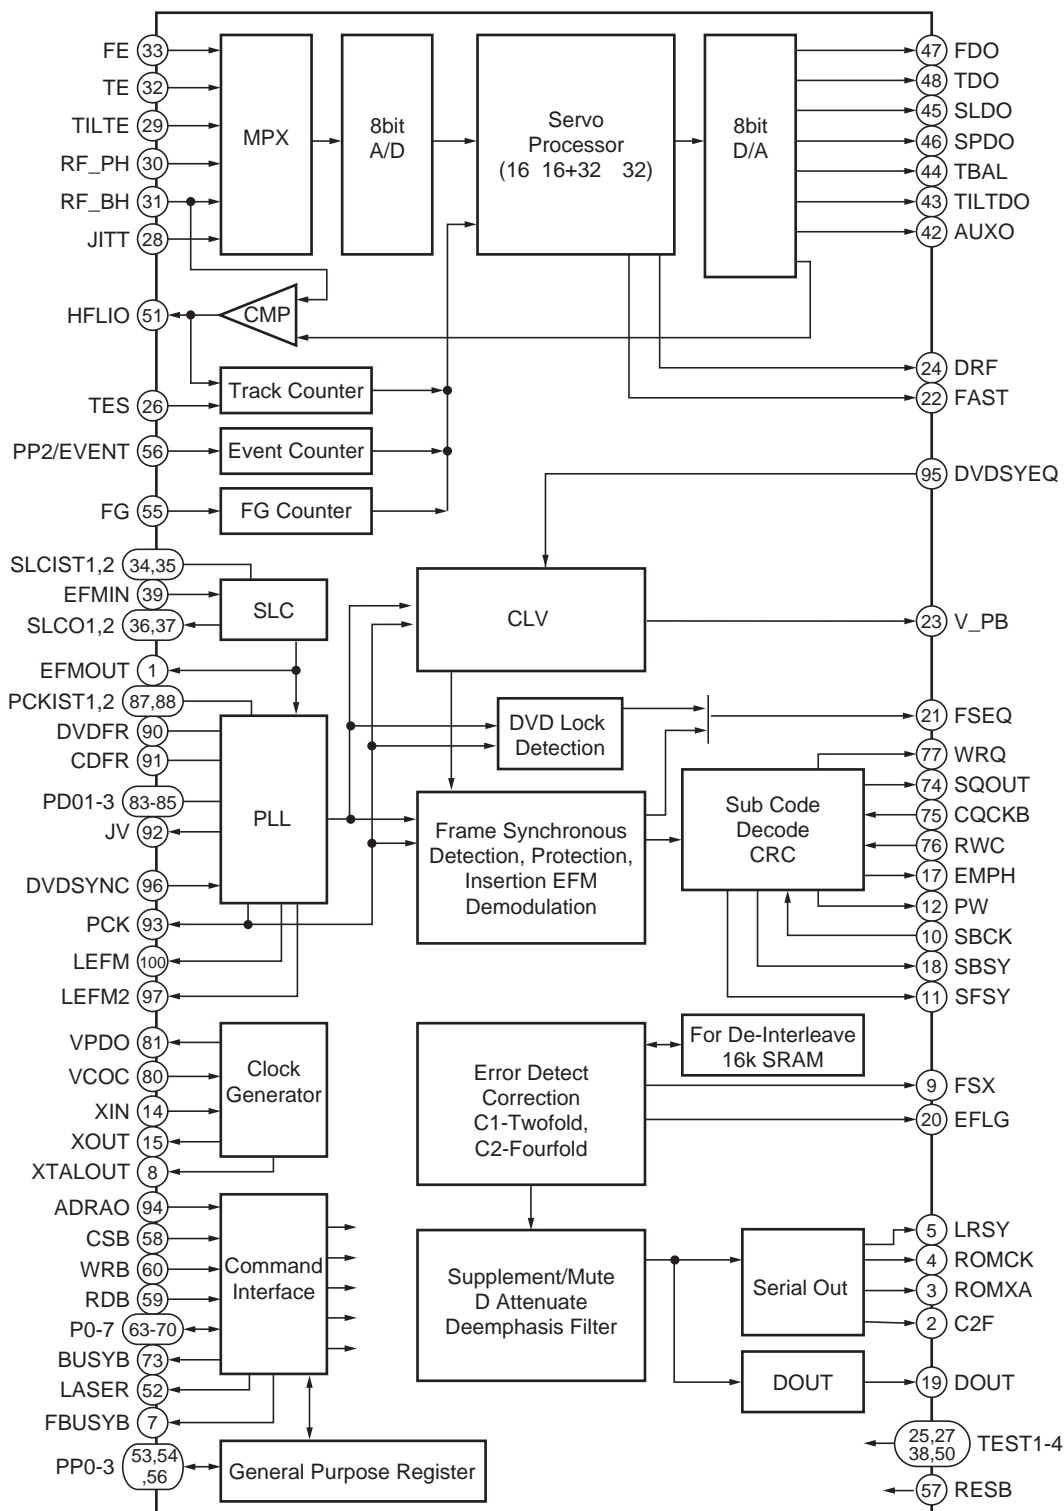 FE 33
TE 32
TILTE 29
RF_PH 30
RF_BH 31
JITT 28
HFLIO 51
TES 26
PP2/EVENT 56
FG 55
SLCIST1,2 34,35
EFMIN 39
SLCO1,2 36,37
EFMOUT 1
PCKIST1,2 87,88
DVDFR 90
CDFR 91
PD01-3 83-85
JV 92
DVDSYNC 96
PCK 93
LEFM 100
LEFM2 97
VPDO 81
VCOC 80
XIN 14
XOUT 15
XTALOUT 8
ADRAO 94
CSB 58
WRB 60
RDB 59
P0-7 63-70
BUSYB 73
LASER 52
FBUSYB 7
PP0-3 53,54
,56
MPX
8bit
A/D
Servo
Processor
(16 16+32 32)
8bit
D/A
CMP
Track Counter
Event Counter
FG Counter
SLC
CLV
DVD Lock
Detection
PLL
Frame Synchronous
Detection, Protection,
Insertion EFM
Demodulation
Sub Code
Decode
CRC
Clock
Generator
Error Detect
Correction
C1-Twofold,
C2-Fourfold
For De-Interleave
16k SRAM
Command
Interface
Supplement/Mute
D Attenuate
Deemphasis Filter
Serial Out
DOUT
General Purpose Register
47 FDO
48 TDO
45 SLDO
46 SPDO
44 TBAL
43 TILTDO
42 AUXO
24 DRF
22 FAST
95 DVDSYEQ
23 V_PB
21 FSEQ
77 WRQ
74 SQOUT
75 CQCKB
76 RWC
17 EMPH
12 PW
10 SBCK
18 SBSY
11 SFSY
9 FSX
20 EFLG
5 LRSY
4 ROMCK
3 ROMXA
2 C2F
19 DOUT
25,27
38,50 TEST1-4
57 RESB